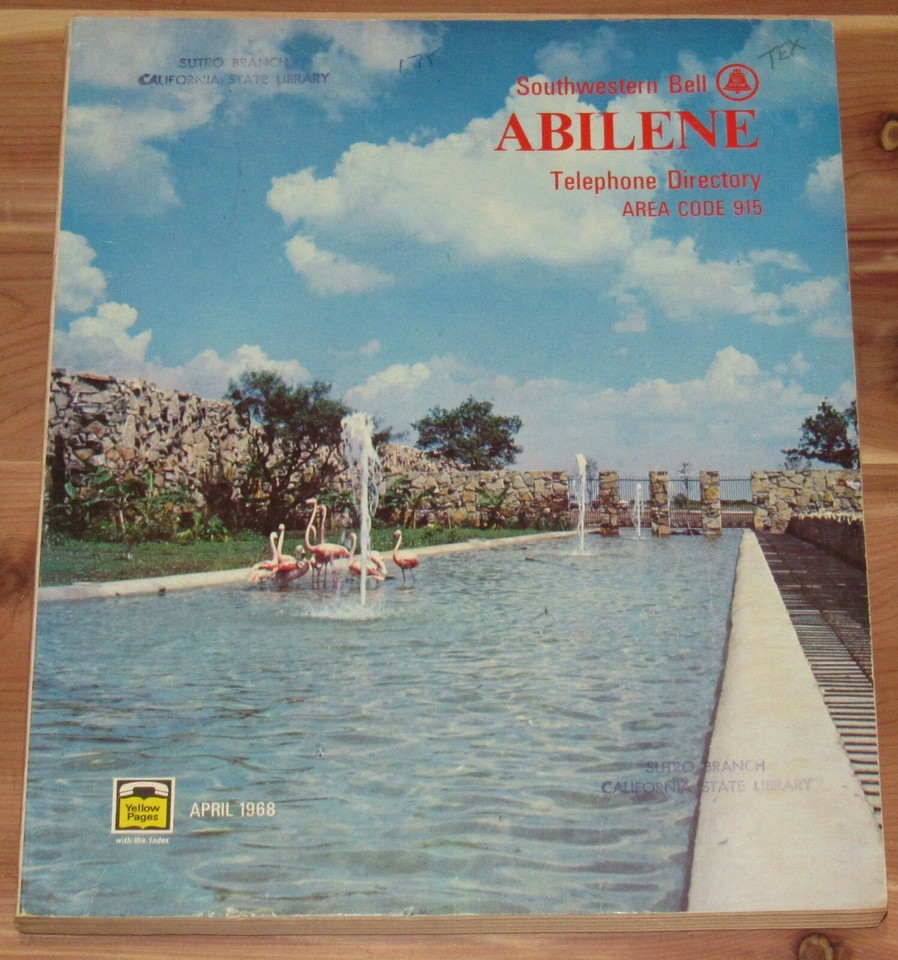 SUTRO BRANCH
CALIFORNIA STATE LIBRARY
TEX
Southwestern Bell
ABILENE
Telephone Directory
AREA CODE 915
SUTRO BRANCH
CALIFORNIA STATE LIBRARY
Yellow
Pages
with the Index
APRIL 1968